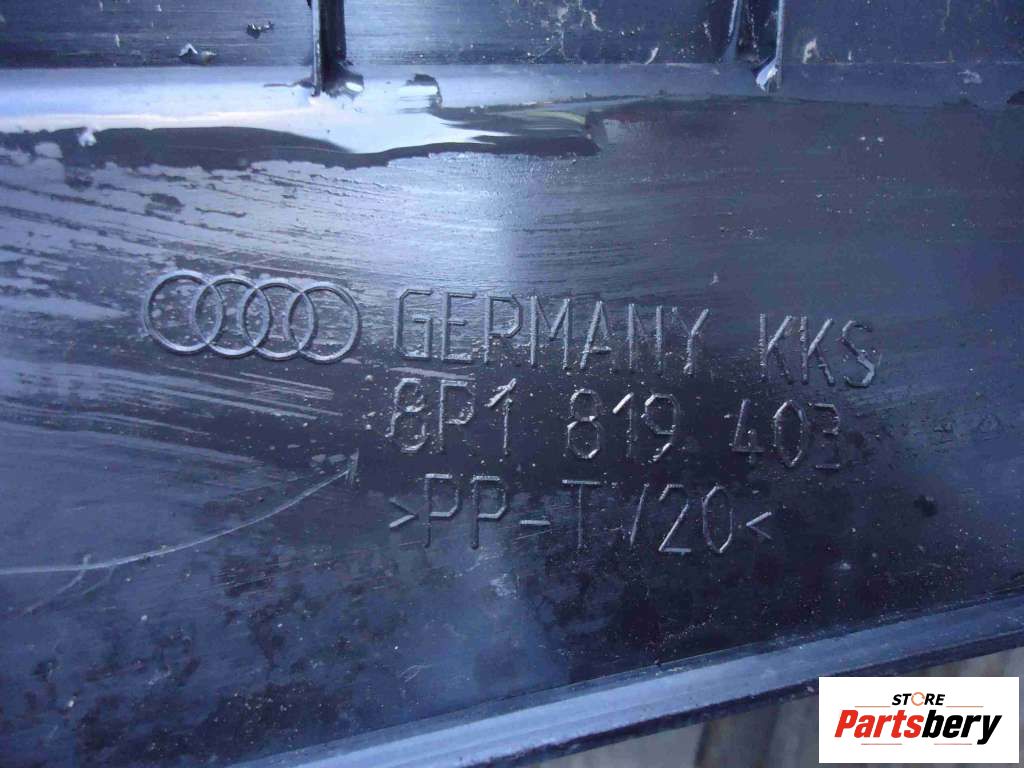 GERMANY KKS
8P1 819 403
>PP-T/20<
STORE
Partsbery